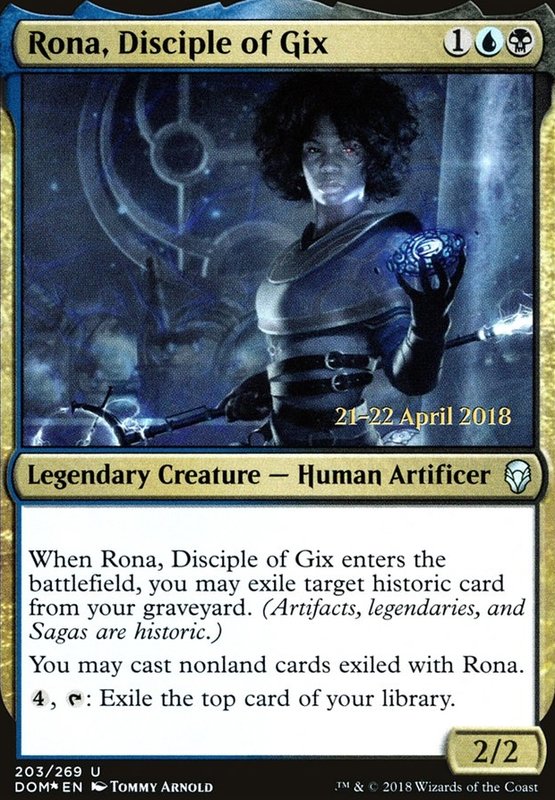 Rona, Disciple of Gix 1
21–22 April 2018
Legendary Creature — Human Artificer
When Rona, Disciple of Gix enters the
battlefield, you may exile target historic card
from your graveyard. (Artifacts, legendaries, and
Sagas are historic.)
You may cast nonland cards exiled with Rona.
4, : Exile the top card of your library.
2/2
203/269 U
DOM★EN Tommy Arnold
™ & © 2018 Wizards of the Coast